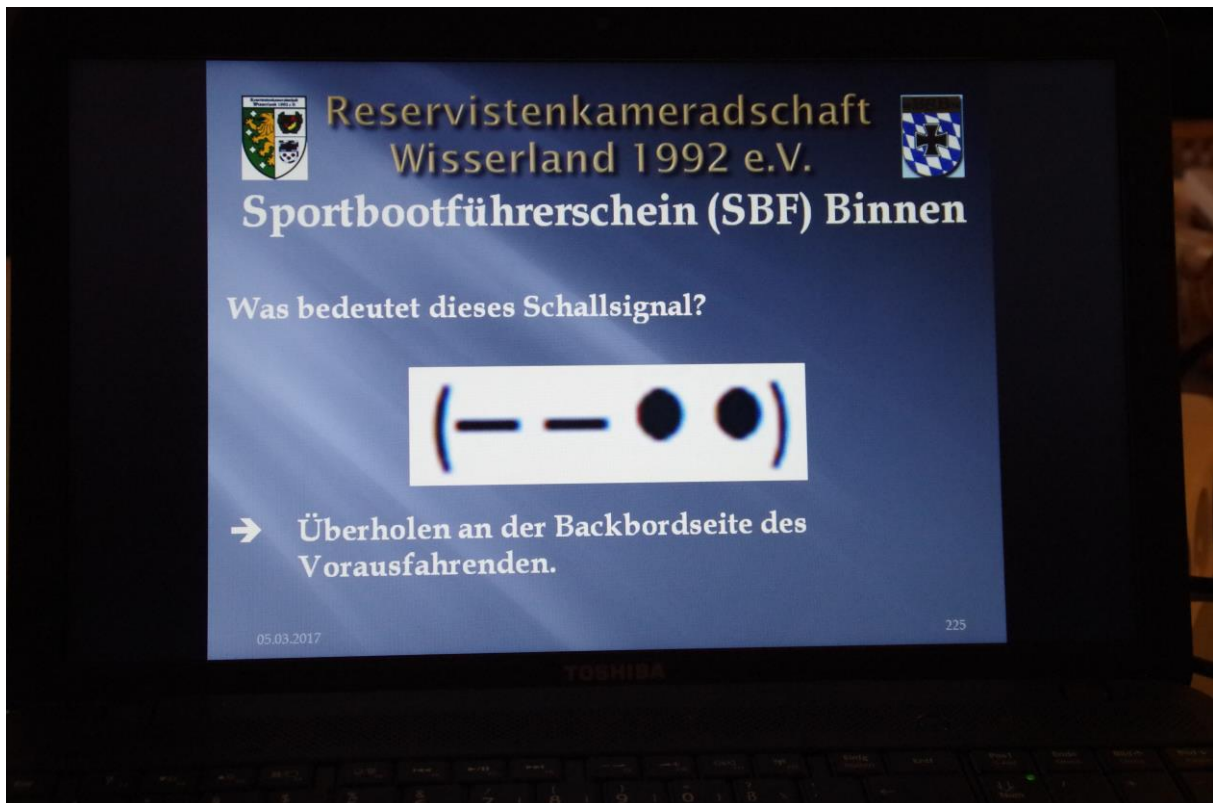 Reservistenkameradschaft
Wisserland 1992 e.V.
Sportbootführerschein (SBF) Binnen
Was bedeutet dieses Schallsignal?
(— — ● ●)
➔ Überholen an der Backbordseite des
Vorausfahrenden.
05.03.2017
225
TOSHIBA